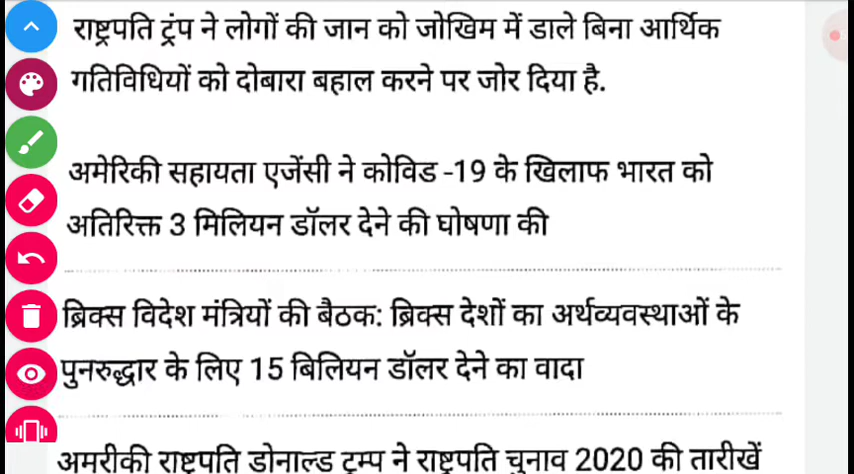 राष्ट्रपति ट्रंप ने लोगों की जान को जोखिम में डाले बिना आर्थिक
गतिविधियों को दोबारा बहाल करने पर जोर दिया है.
अमेरिकी सहायता एजेंसी ने कोविड -19 के खिलाफ भारत को
अतिरिक्त 3 मिलियन डॉलर देने की घोषणा की
ब्रिक्स विदेश मंत्रियों की बैठक: ब्रिक्स देशों का अर्थव्यवस्थाओं के
पुनरुद्धार के लिए 15 बिलियन डॉलर देने का वादा
अमरीकी राष्ट्रपति डोनाल्ड ट्रम्प ने राष्ट्रपति चुनाव 2020 की तारीखें